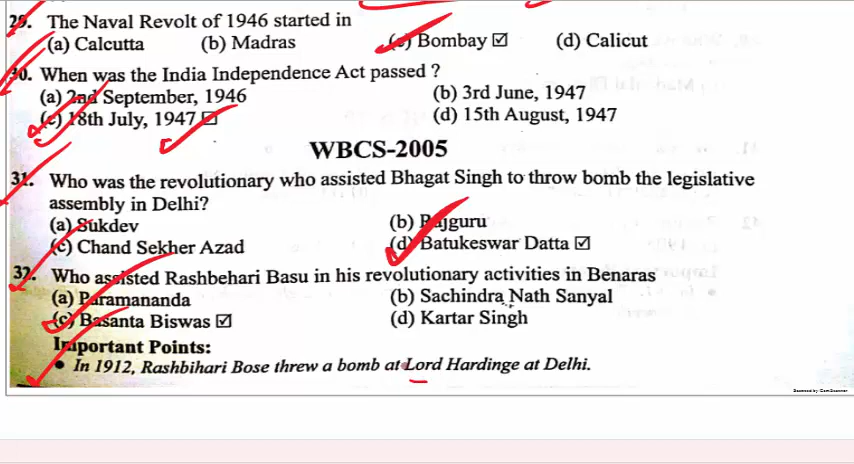 29. The Naval Revolt of 1946 started in
(a) Calcutta (b) Madras (c) Bombay ☑ (d) Calicut
30. When was the India Independence Act passed ?
(a) 2nd September, 1946 (b) 3rd June, 1947
(c) 18th July, 1947 ☑ (d) 15th August, 1947
WBCS-2005
31. Who was the revolutionary who assisted Bhagat Singh to throw bomb the legislative
assembly in Delhi?
(a) Sukdev (b) Rajguru
(c) Chand Sekher Azad (d) Batukeswar Datta ☑
32. Who assisted Rashbehari Basu in his revolutionary activities in Benaras
(a) Paramananda (b) Sachindra Nath Sanyal
(c) Basanta Biswas ☑ (d) Kartar Singh
Important Points:
• In 1912, Rashbihari Bose threw a bomb at Lord Hardinge at Delhi.
Scanned by CamScanner